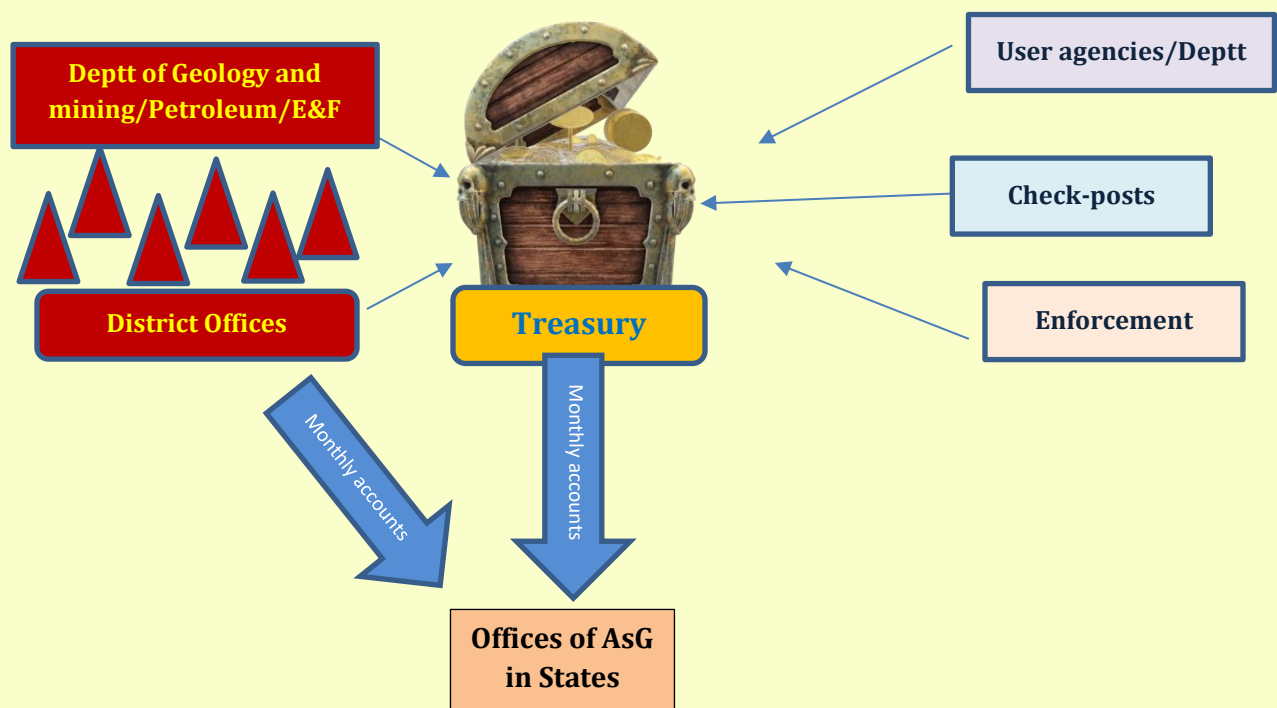 Deptt of Geology and
mining/Petroleum/E&F
User agencies/Deptt
Check-posts
District Offices
Treasury
Enforcement
Monthly accounts
Monthly accounts
Offices of AsG
in States